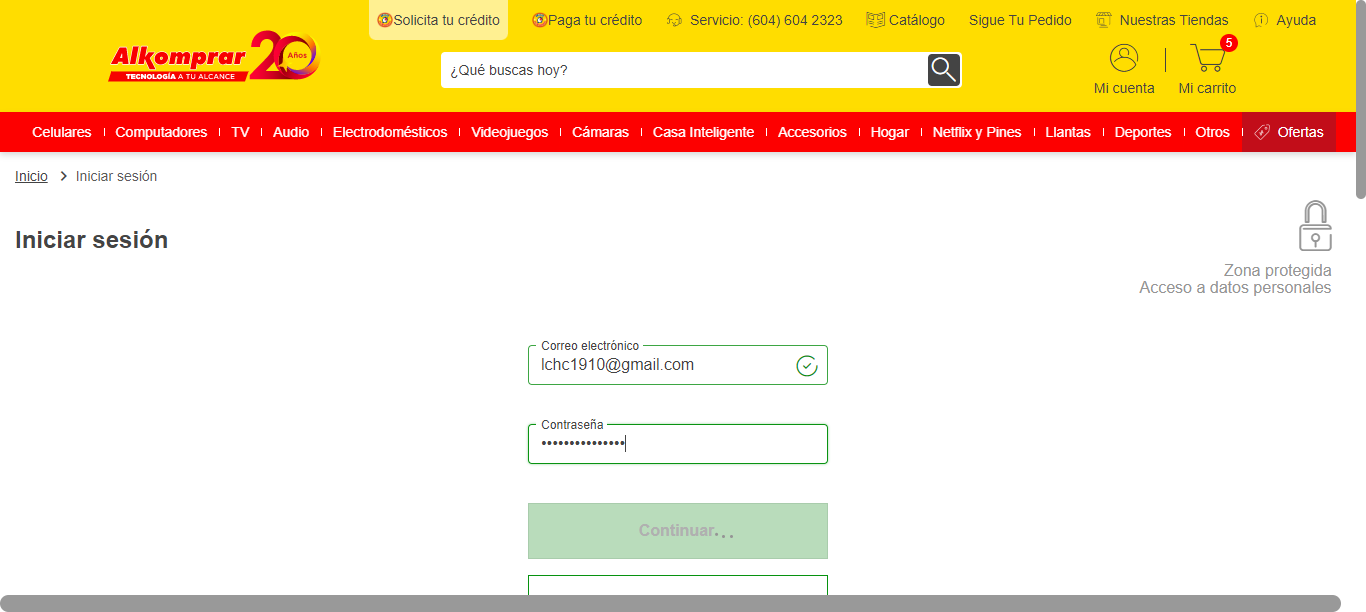 Solicita tu crédito Paga tu crédito Servicio: (604) 604 2323 Catálogo Sigue Tu Pedido Nuestras Tiendas Ayuda
Alkomprar 20 Años
TECNOLOGÍA A TU ALCANCE
¿Qué buscas hoy?
5
Mi cuenta Mi carrito
Celulares Computadores TV Audio Electrodomésticos Videojuegos Cámaras Casa Inteligente Accesorios Hogar Netflix y Pines Llantas Deportes Otros Ofertas
Inicio > Iniciar sesión
Iniciar sesión
Zona protegida
Acceso a datos personales
Correo electrónico
lchc1910@gmail.com
Contraseña
•••••••••••••••
Continuar...